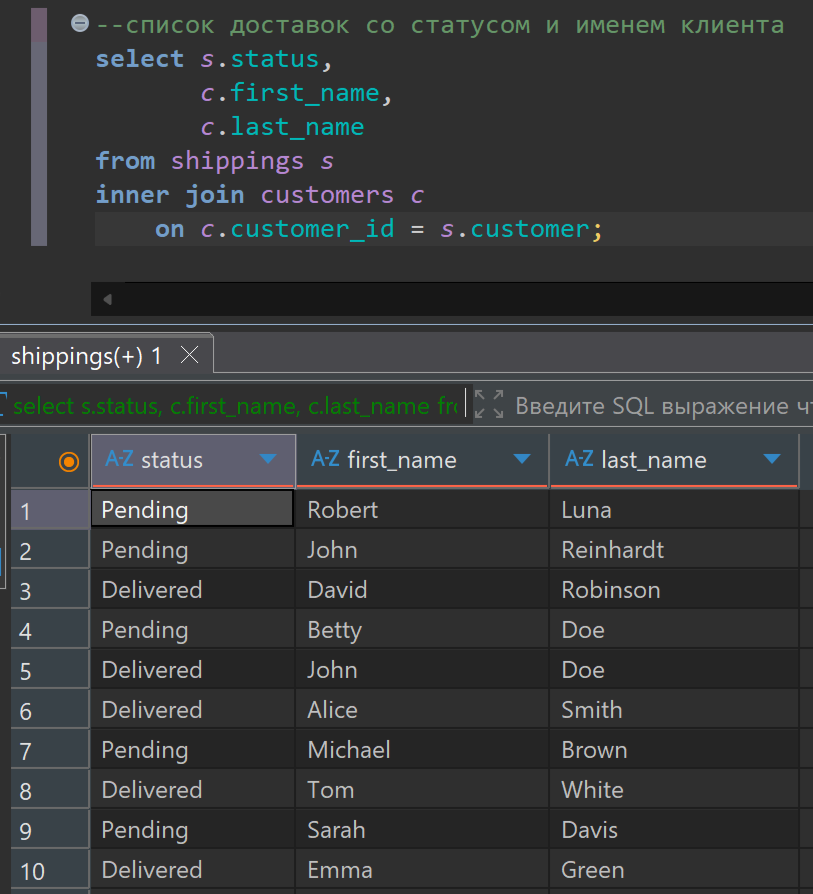 --список доставок со статусом и именем клиента
select s.status,
c.first_name,
c.last_name
from shippings s
inner join customers c
on c.customer_id = s.customer;
shippings(+) 1
select s.status, c.first_name, c.last_name Введите SQL выражение
A-Z status A-Z first_name A-Z last_name
1 Pending Robert Luna
2 Pending John Reinhardt
3 Delivered David Robinson
4 Pending Betty Doe
5 Delivered John Doe
6 Delivered Alice Smith
7 Pending Michael Brown
8 Delivered Tom White
9 Pending Sarah Davis
10 Delivered Emma Green